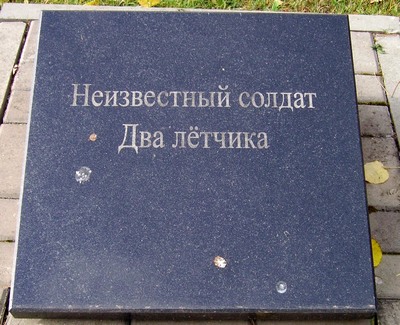 Неизвестный солдат
Два лётчика